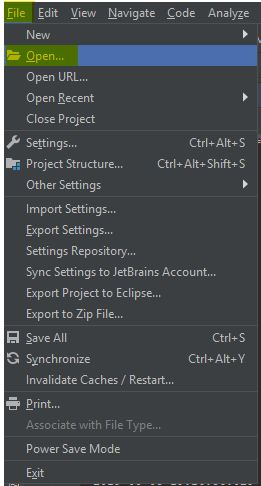 File Edit View Navigate Code Analyze
New
Open...
Open URL...
Open Recent
Close Project
Settings... Ctrl+Alt+S
Project Structure... Ctrl+Alt+Shift+S
Other Settings
Import Settings...
Export Settings...
Settings Repository...
Sync Settings to JetBrains Account...
Export Project to Eclipse...
Export to Zip File...
Save All Ctrl+S
Synchronize Ctrl+Alt+Y
Invalidate Caches / Restart...
Print...
Associate with File Type...
Power Save Mode
Exit